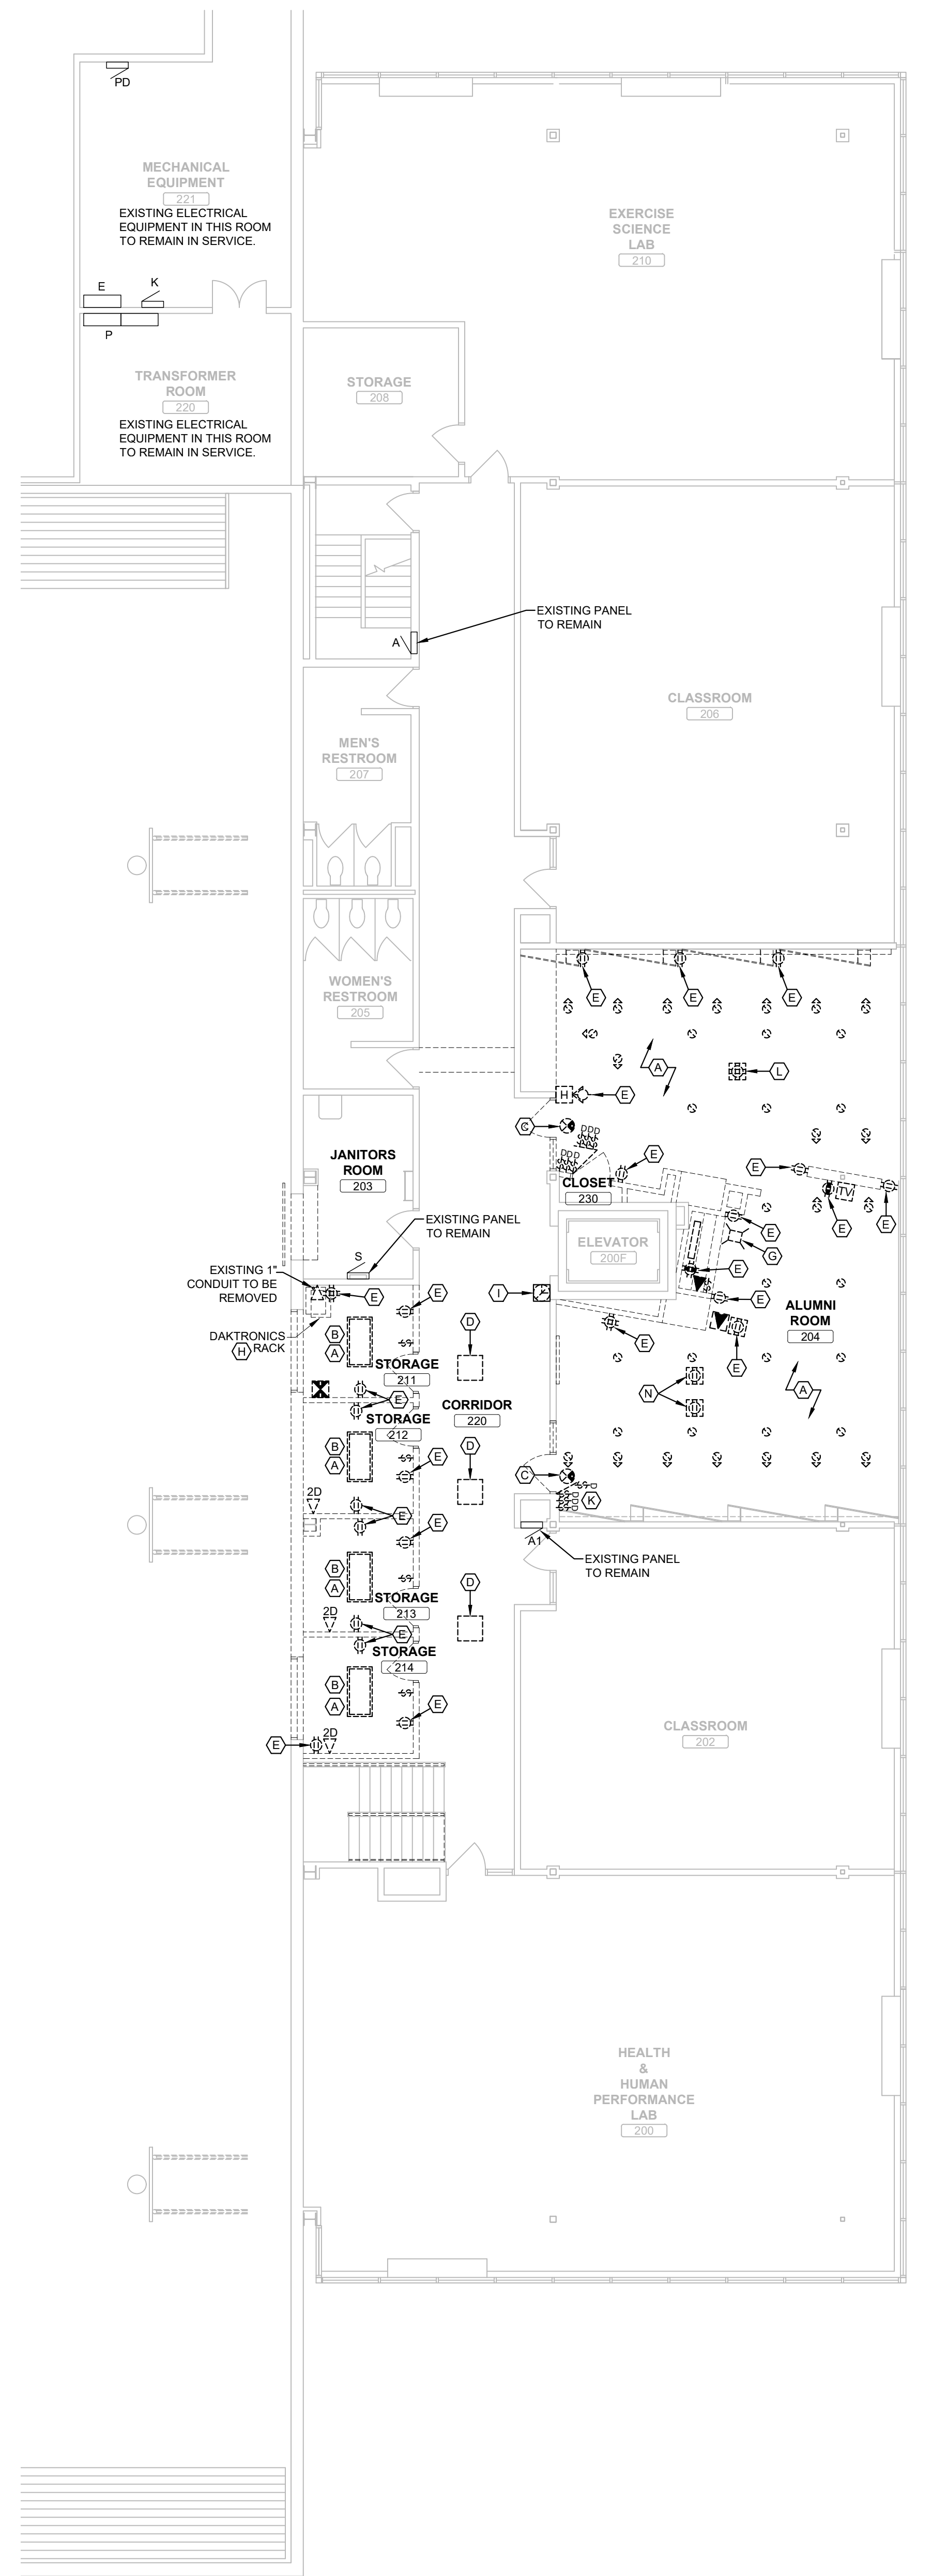 PD
MECHANICAL
EQUIPMENT
221
EXISTING ELECTRICAL
EQUIPMENT IN THIS ROOM
TO REMAIN IN SERVICE.
E
K
P
TRANSFORMER
ROOM
220
EXISTING ELECTRICAL
EQUIPMENT IN THIS ROOM
TO REMAIN IN SERVICE.
EXERCISE
SCIENCE
LAB
210
STORAGE
208
EXISTING PANEL
TO REMAIN
A
CLASSROOM
206
MEN'S
RESTROOM
207
WOMEN'S
RESTROOM
205
E
E
E
A
L
H
E
C
DDD
DDD
E
E
JANITORS
ROOM
203
CLOSET
230
TV
E
E
EXISTING PANEL
TO REMAIN
S
ELEVATOR
200F
E
G
E
EXISTING 1"
CONDUIT TO BE
REMOVED
E
E
I
E
ALUMNI
ROOM
204
DAKTRONICS
RACK
H
B
A
D
E
E
STORAGE
211
E
N
A
STORAGE
212
CORRIDOR
220
B
A
E
D
C
2D
E
E
K
A1
EXISTING PANEL
TO REMAIN
B
A
D
STORAGE
213
2D
E
STORAGE
214
B
A
E
E
2D
CLASSROOM
202
HEALTH
&
HUMAN
PERFORMANCE
LAB
200